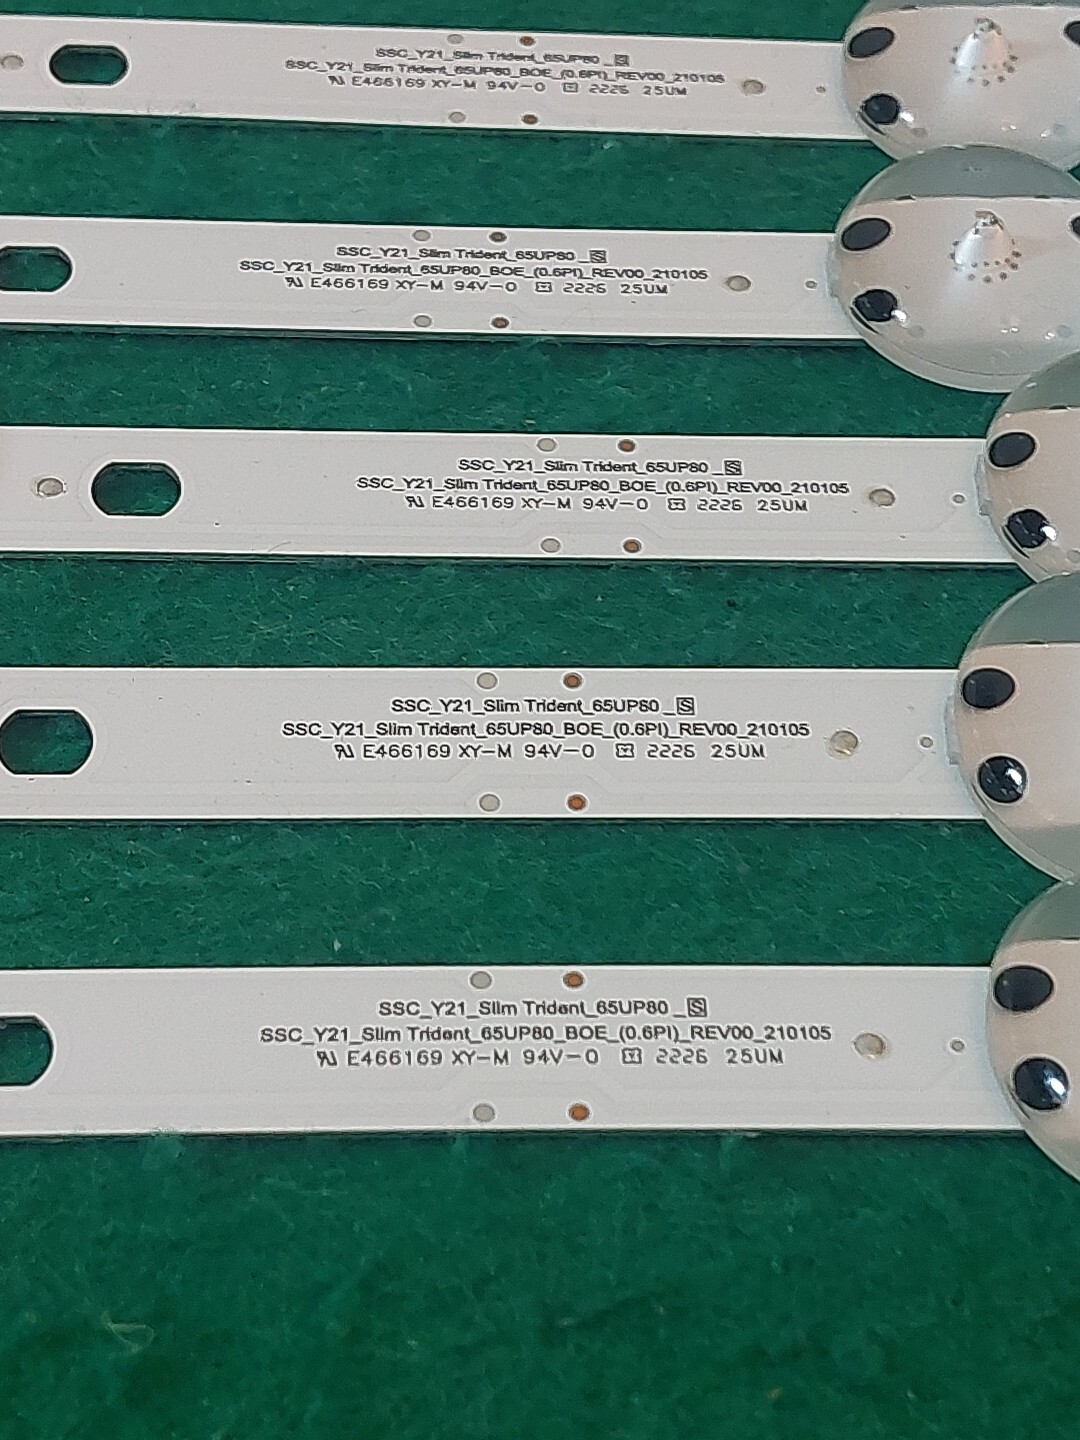 SSC_Y21_Slim Trident_65UP80 _S
SSC_Y21_Slim Trident_65UP80_BOE_(0.6PI)_REV00_210105
E466169 XY-M 94V-0 2226 25UM
SSC_Y21_Slim Trident_65UP80 _S
SSC_Y21_Slim Trident_65UP80_BOE_(0.6PI)_REV00_210105
E466169 XY-M 94V-0 2226 25UM
SSC_Y21_Slim Trident_65UP80 _S
SSC_Y21_Slim Trident_65UP80_BOE_(0.6PI)_REV00_210105
E466169 XY-M 94V-0 2226 25UM
SSC_Y21_Slim Trident_65UP80 _S
SSC_Y21_Slim Trident_65UP80_BOE_(0.6PI)_REV00_210105
E466169 XY-M 94V-0 2226 25UM
SSC_Y21_Slim Trident_65UP80 _S
SSC_Y21_Slim Trident_65UP80_BOE_(0.6PI)_REV00_210105
E466169 XY-M 94V-0 2226 25UM